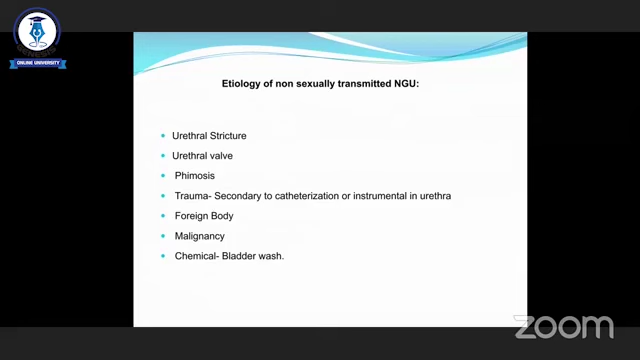 GENESIS
ONLINE UNIVERSITY
Etiology of non sexually transmitted NGU:
Urethral Stricture
Urethral valve
Phimosis
Trauma- Secondary to catheterization or instrumental in urethra
Foreign Body
Malignancy
Chemical- Bladder wash.
zoom